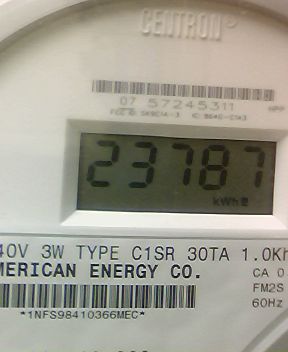 CENTRON®
07 57245311
23787
kWh
40V 3W TYPE C1SR 30TA 1.0Kh
MERICAN ENERGY CO.
CA 0
FM2S
60Hz
*1NFS98410366MEC*